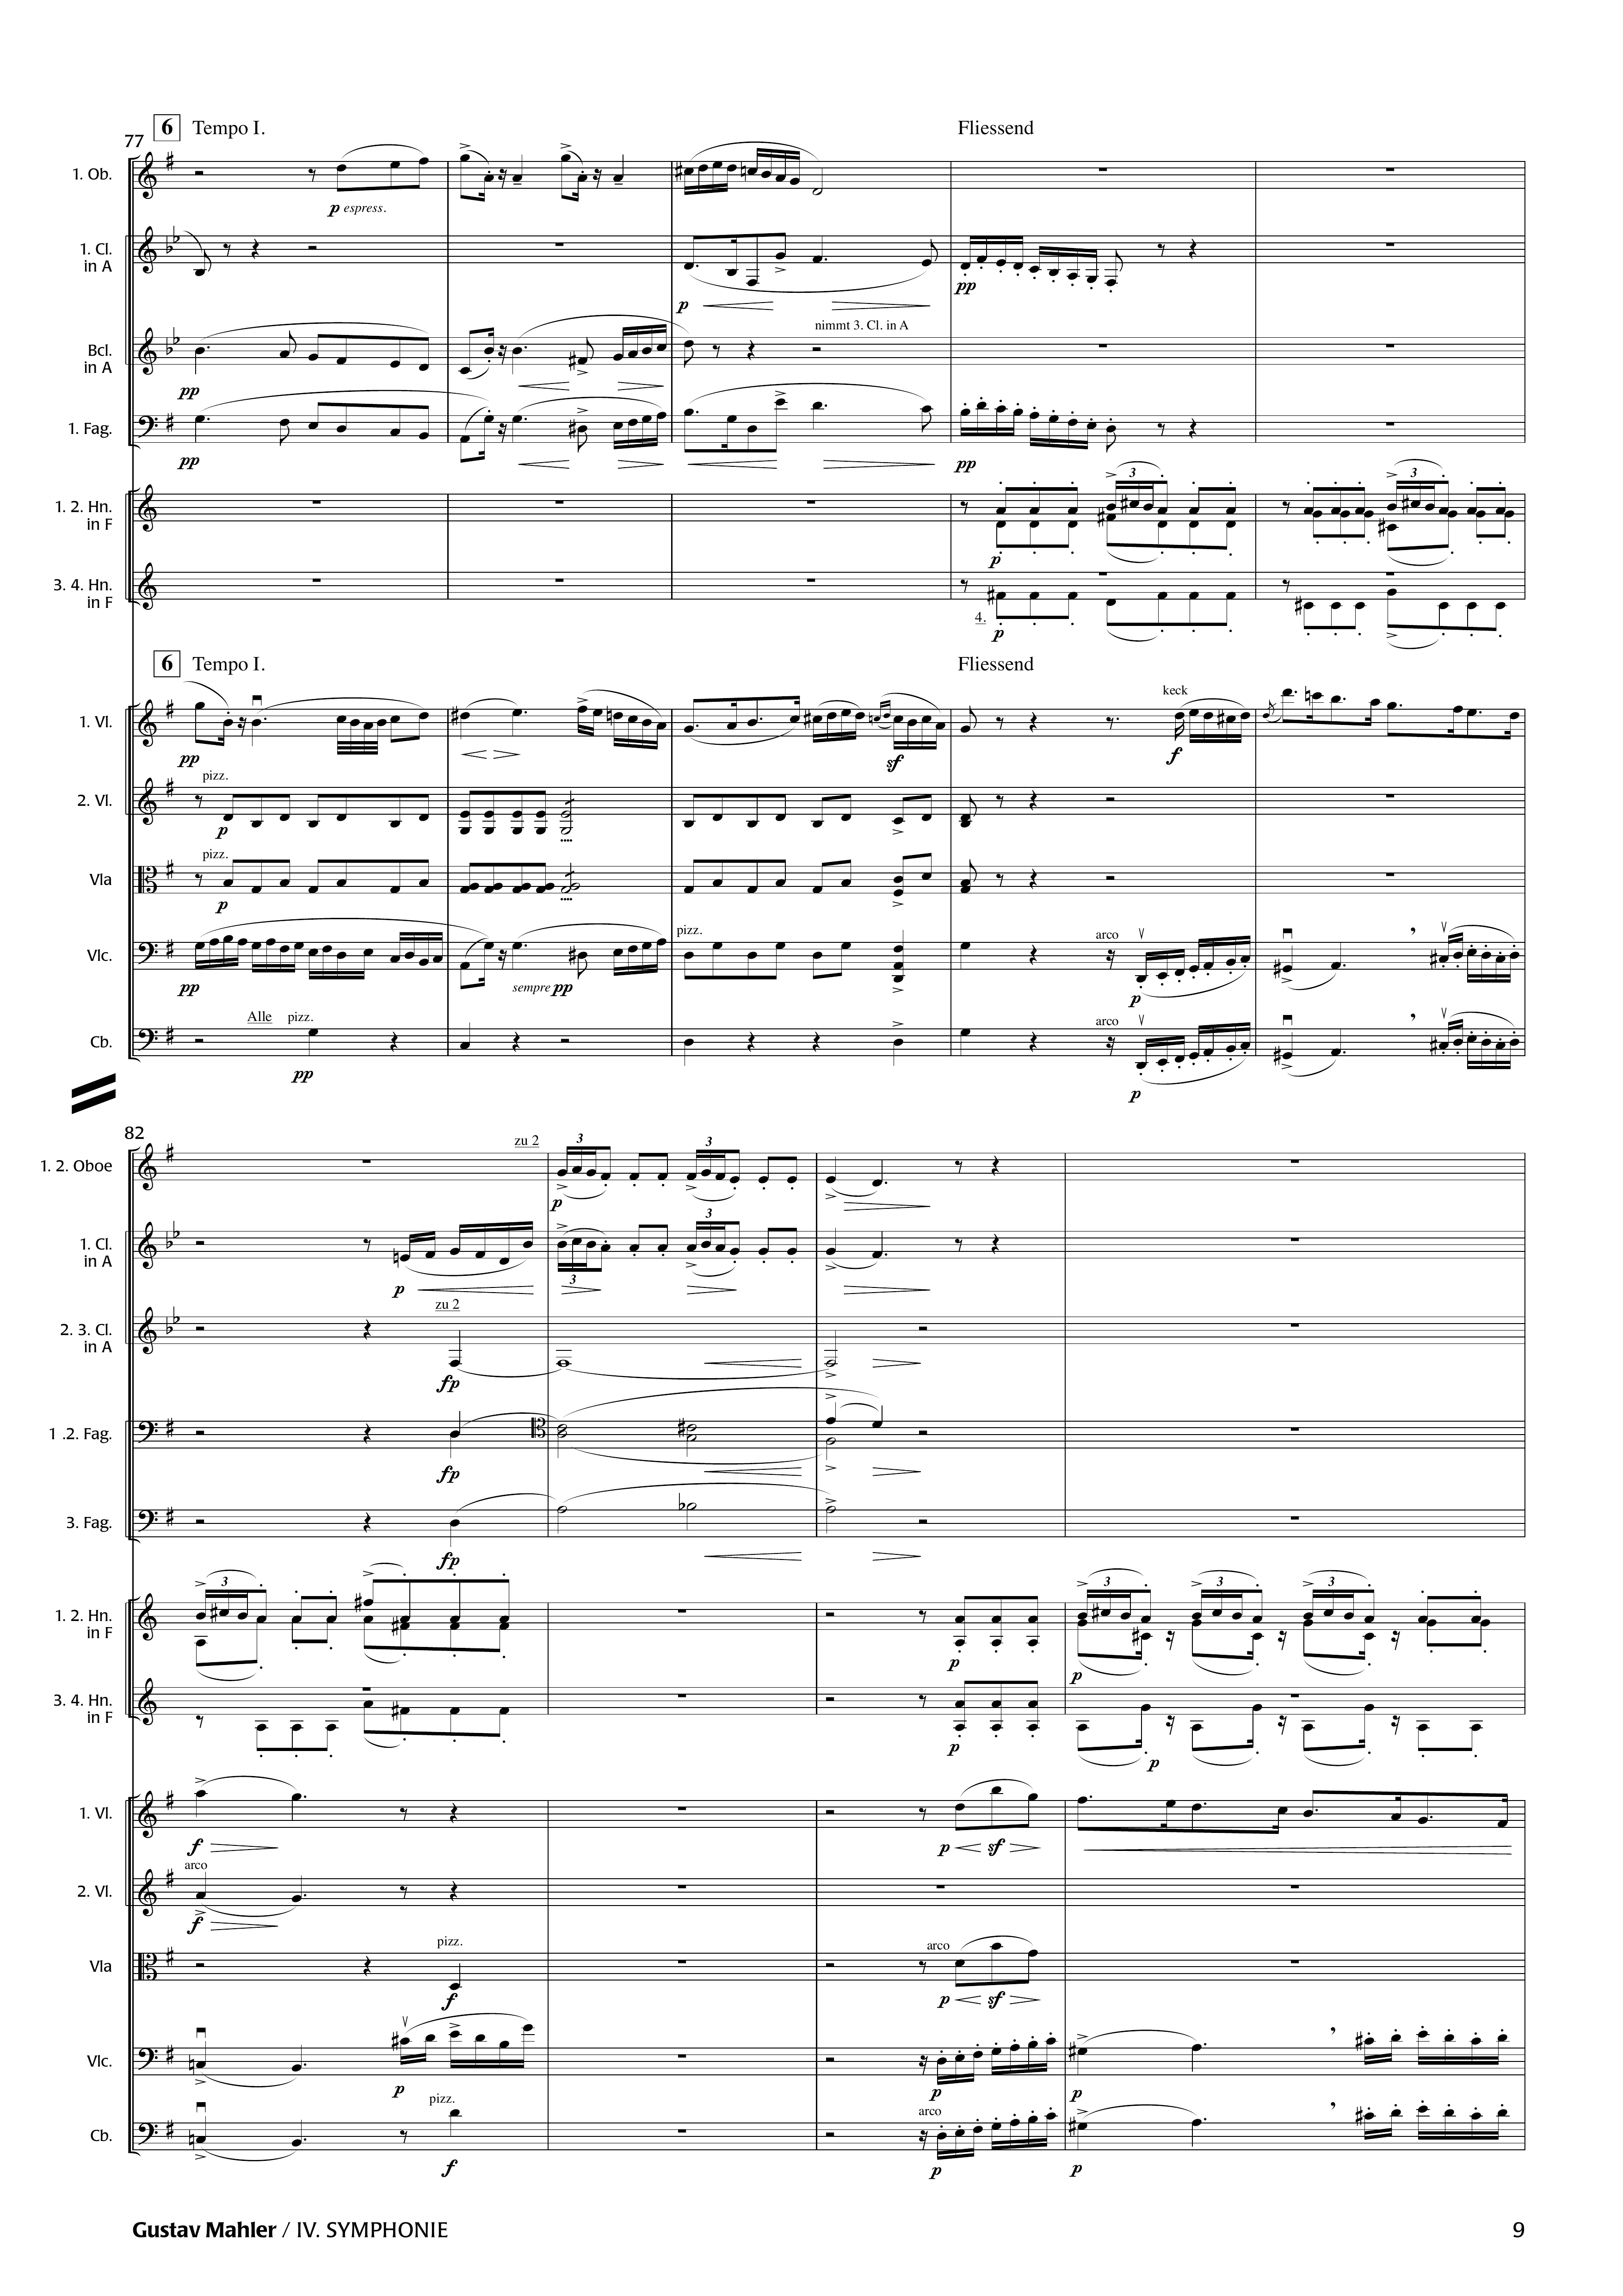 6 Tempo I. Fliessend
77
1. Ob.
p espress.
1. Cl.
in A
p pp
nimmt 3. Cl. in A
Bcl.
in A
pp
1. Fag.
pp pp
3 3
1. 2. Hn.
in F
p
3. 4. Hn.
in F
4. p
6 Tempo I. Fliessend
keck
1. Vl.
pp sf f
pizz.
2. Vl.
p
pizz.
Vla
p
pizz. arco
Vlc.
pp sempre pp p
Alle pizz. arco
Cb.
pp p
82
zu 2 3 3
1. 2. Oboe
p
3
1. Cl.
in A
3
p
zu 2
2. 3. Cl.
in A
fp
1 .2. Fag.
fp
3. Fag.
fp
3 3 3 3
1. 2. Hn.
in F
p p
3. 4. Hn.
in F
p p
1. Vl.
f p sf
arco
2. Vl.
f
pizz. arco
Vla
f p sf
Vlc.
p p p
pizz. arco
Cb.
f p p
Gustav Mahler / IV. SYMPHONIE 9